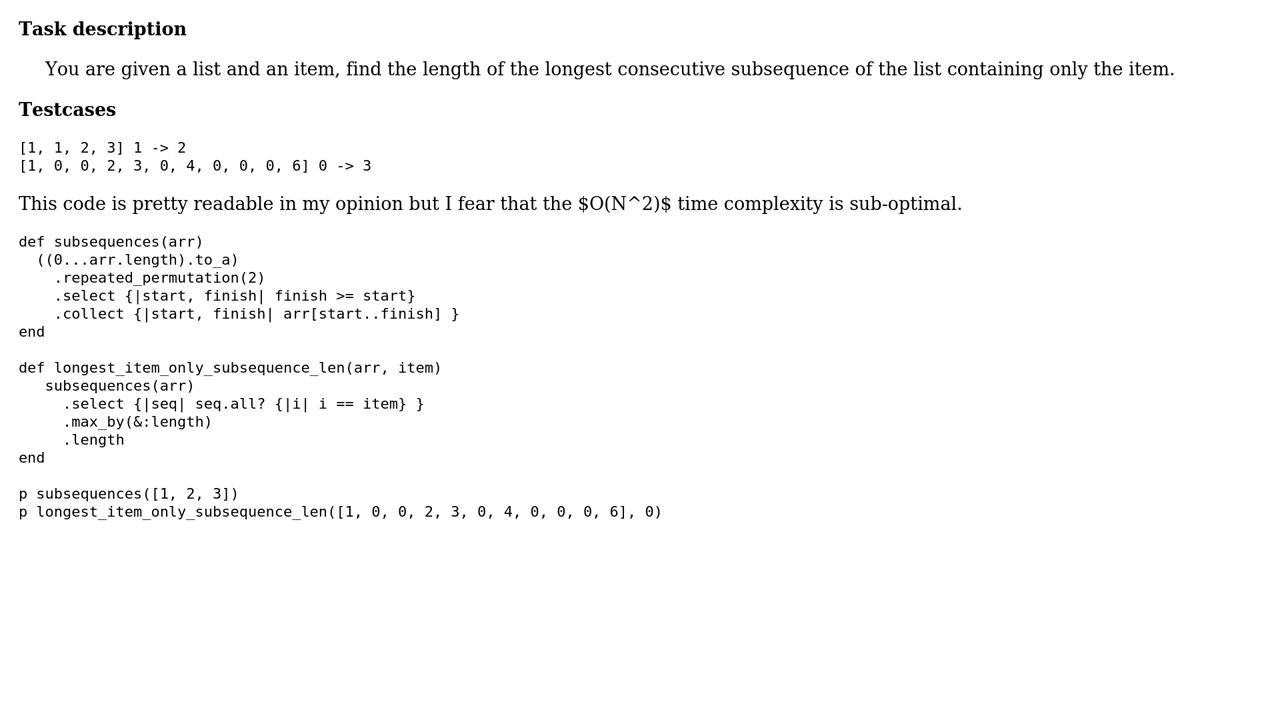 Task description
You are given a list and an item, find the length of the longest consecutive subsequence of the list containing only the item.
Testcases
[1, 1, 2, 3] 1 -> 2
[1, 0, 0, 2, 3, 0, 4, 0, 0, 0, 6] 0 -> 3
This code is pretty readable in my opinion but I fear that the $O(N^2)$ time complexity is sub-optimal.
def subsequences(arr)
  ((0...arr.length).to_a)
    .repeated_permutation(2)
    .select {|start, finish| finish >= start}
    .collect {|start, finish| arr[start..finish] }
end

def longest_item_only_subsequence_len(arr, item)
   subsequences(arr)
     .select {|seq| seq.all? {|i| i == item} }
     .max_by(&:length)
     .length
end

p subsequences([1, 2, 3])
p longest_item_only_subsequence_len([1, 0, 0, 2, 3, 0, 4, 0, 0, 0, 6], 0)